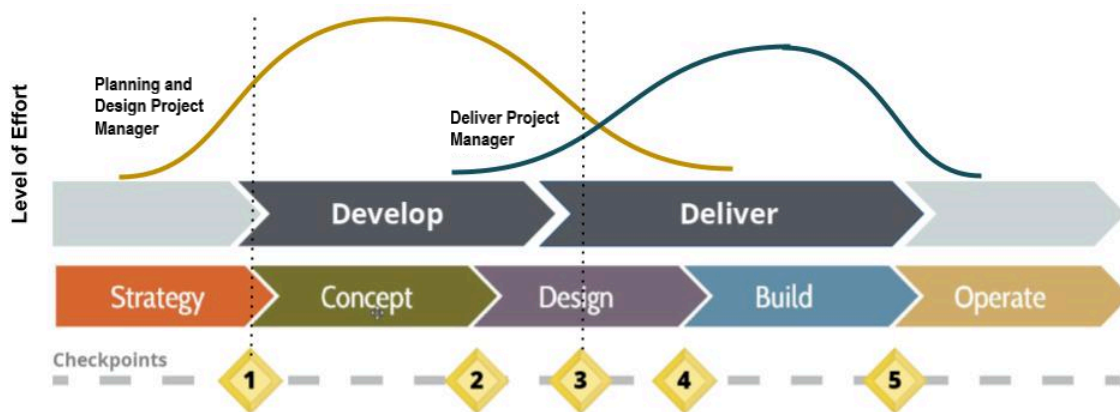 Level of Effort
Planning and
Design Project
Manager
Deliver Project
Manager
Develop
Deliver
Strategy
Concept
Design
Build
Operate
Checkpoints
1
2
3
4
5